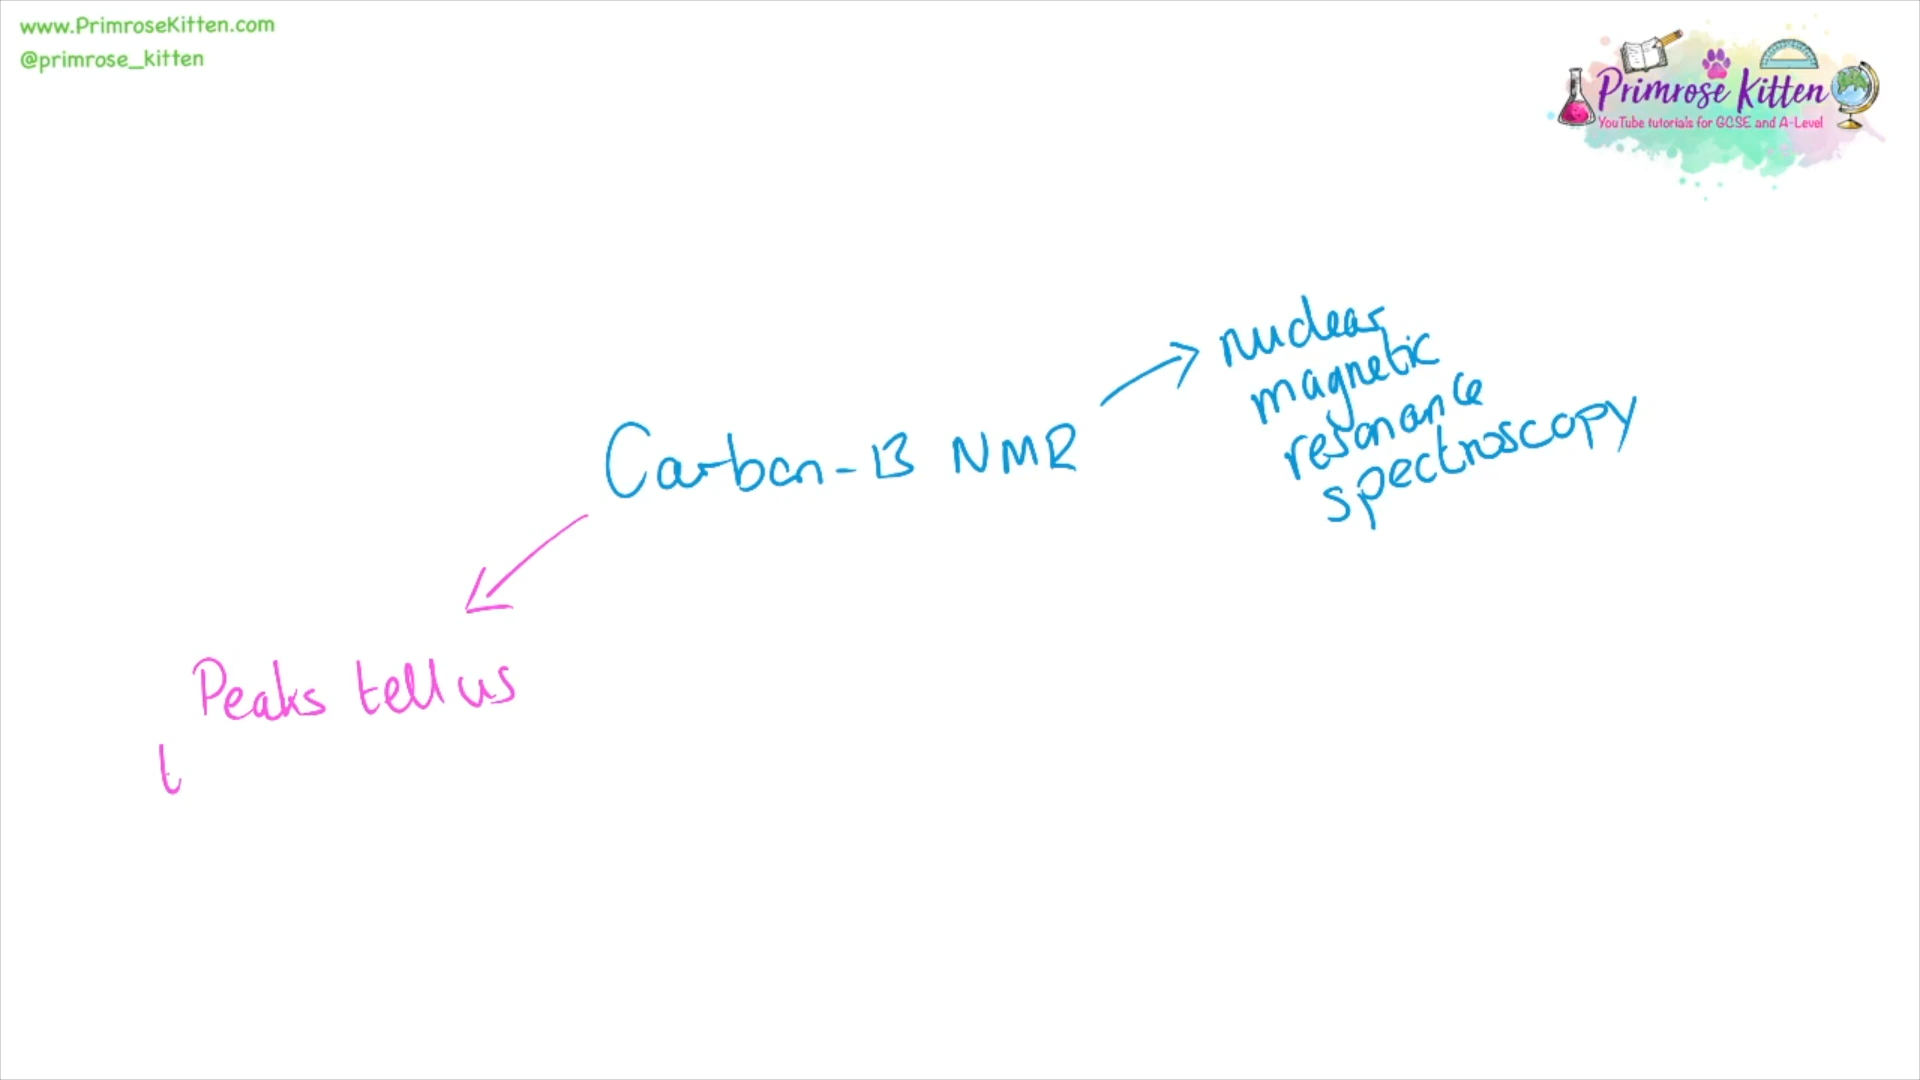 www.PrimroseKitten.com
@primrose_kitten
Primrose Kitten
YouTube tutorials for GCSE and A-Level
nuclear
magnetic
resonance
spectroscopy
Carbon-13 NMR
Peaks tell us
t